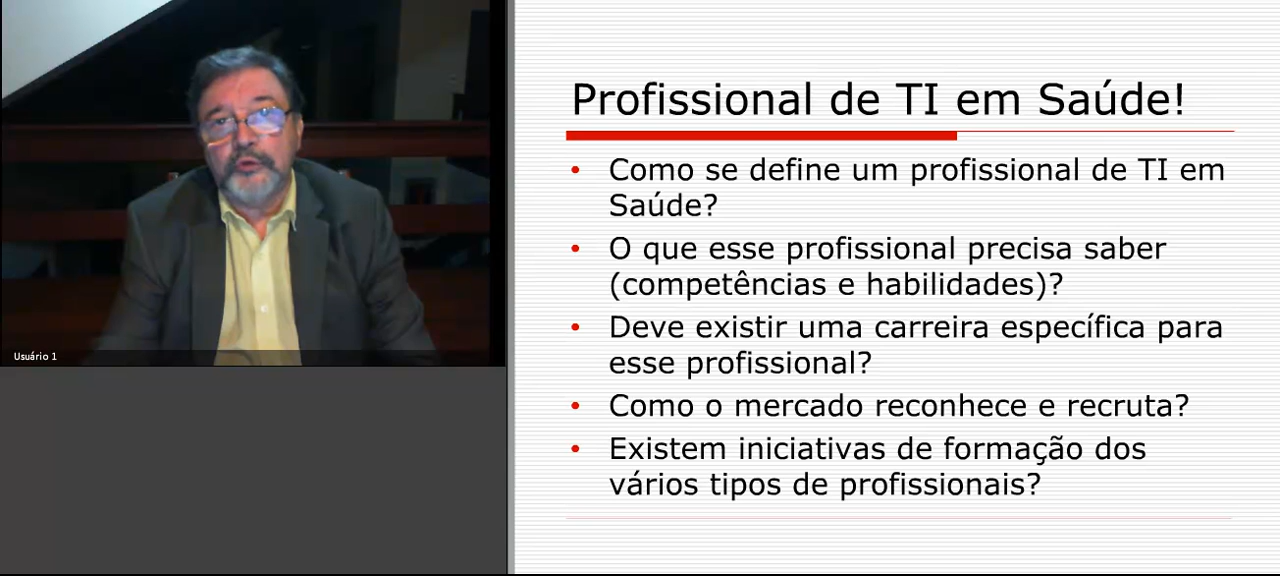 Profissional de TI em Saúde!
• Como se define um profissional de TI em
Saúde?
• O que esse profissional precisa saber
(competências e habilidades)?
• Deve existir uma carreira específica para
esse profissional?
• Como o mercado reconhece e recruta?
• Existem iniciativas de formação dos
vários tipos de profissionais?
Usuário 1